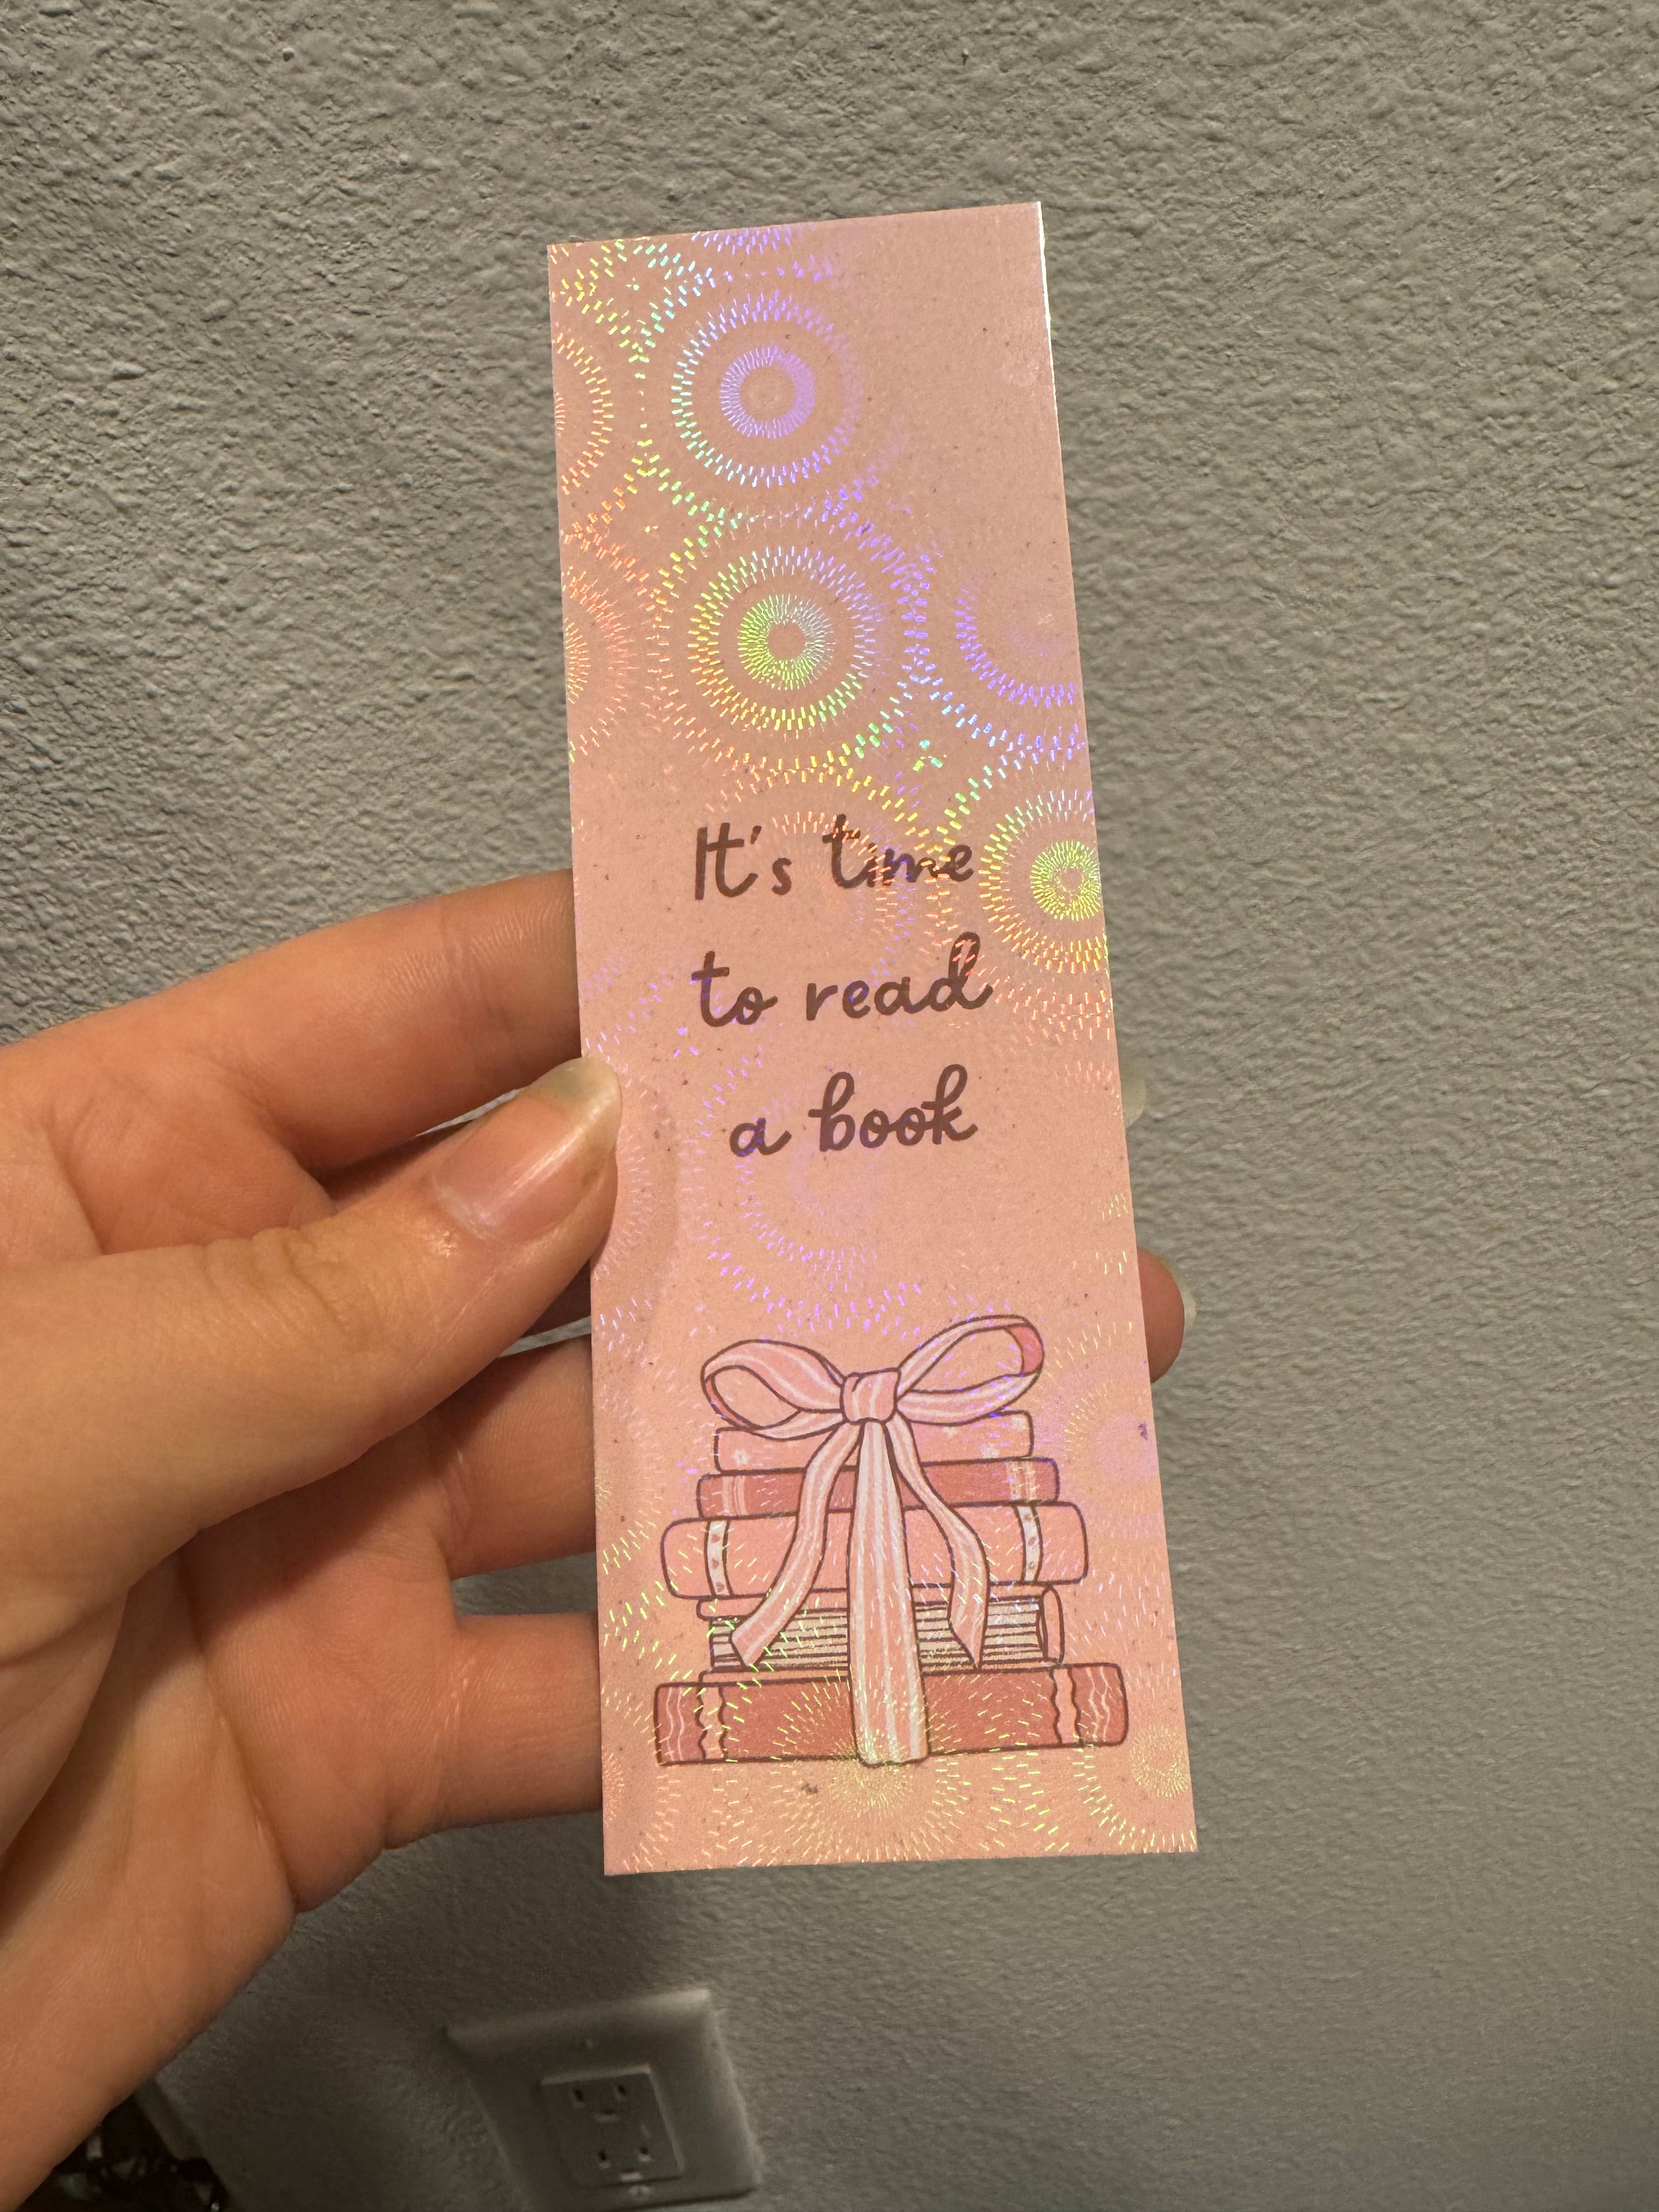 It's time
to read
a book